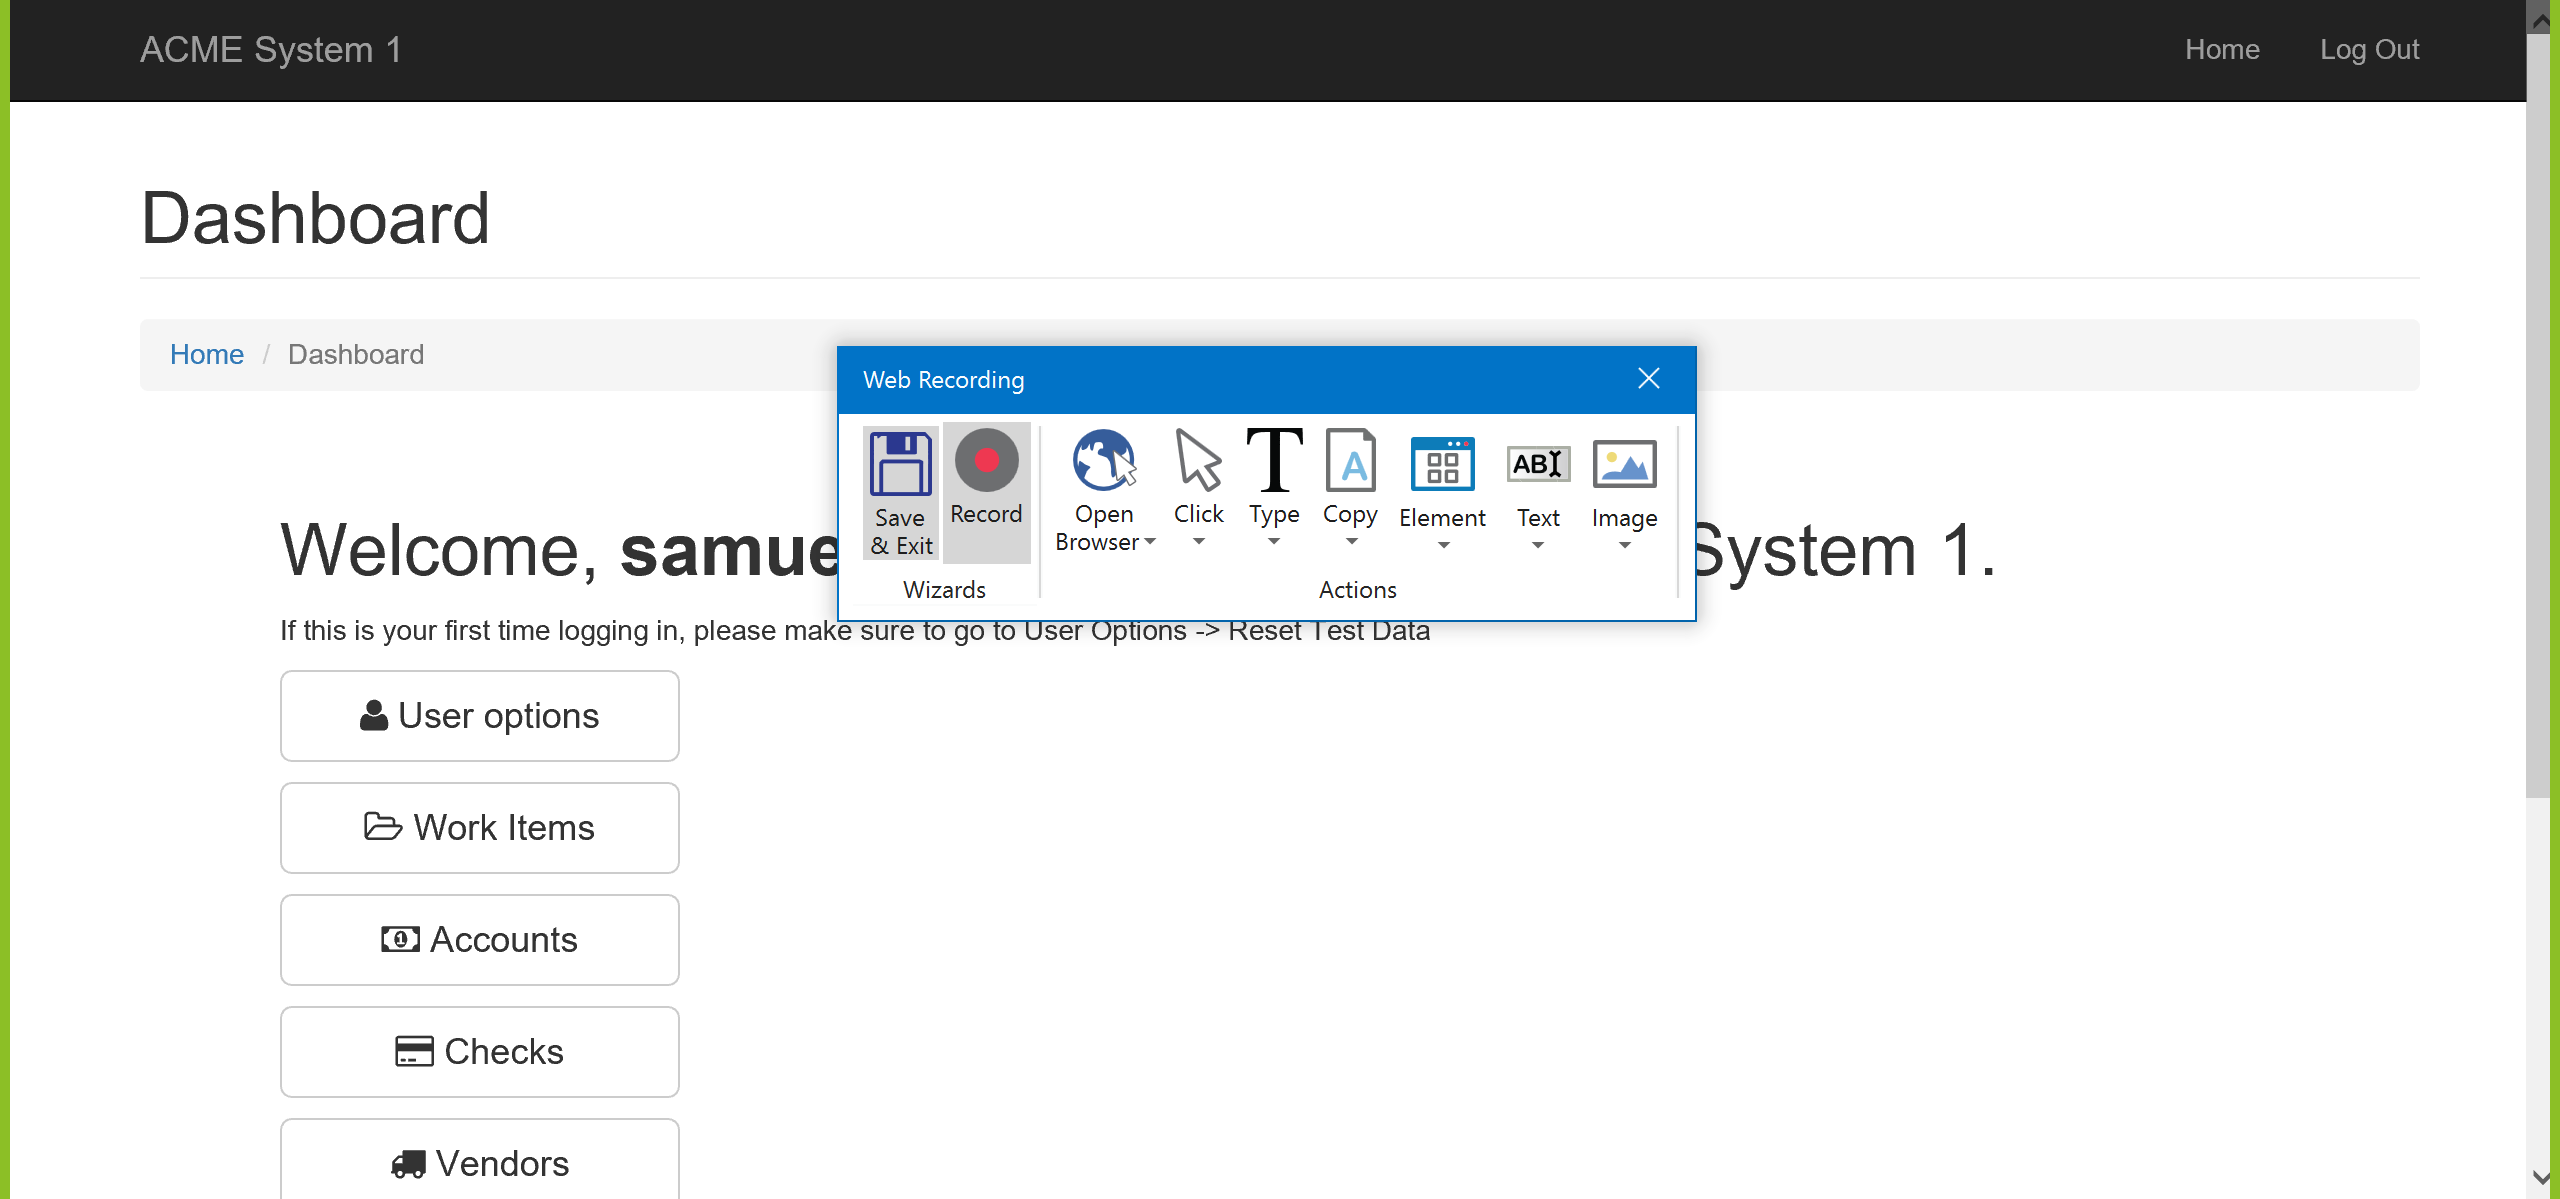 ACME System 1
Home
Log Out
Dashboard
Home / Dashboard
Web Recording
Save & Exit
Record
Open Browser
Click
Type
Copy
Element
ABI
Text
Image
Wizards
Actions
Welcome, System 1.
If this is your first time logging in, please make sure to go to User Options -> Reset Test Data
User options
Work Items
Accounts
Checks
Vendors